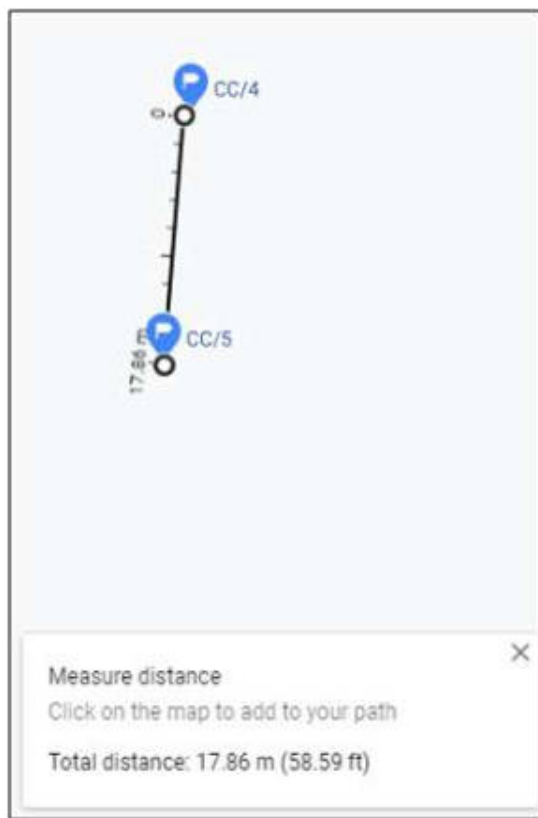 CC/4
0
CC/5
17.86 m
Measure distance
Click on the map to add to your path
Total distance: 17.86 m (58.59 ft)